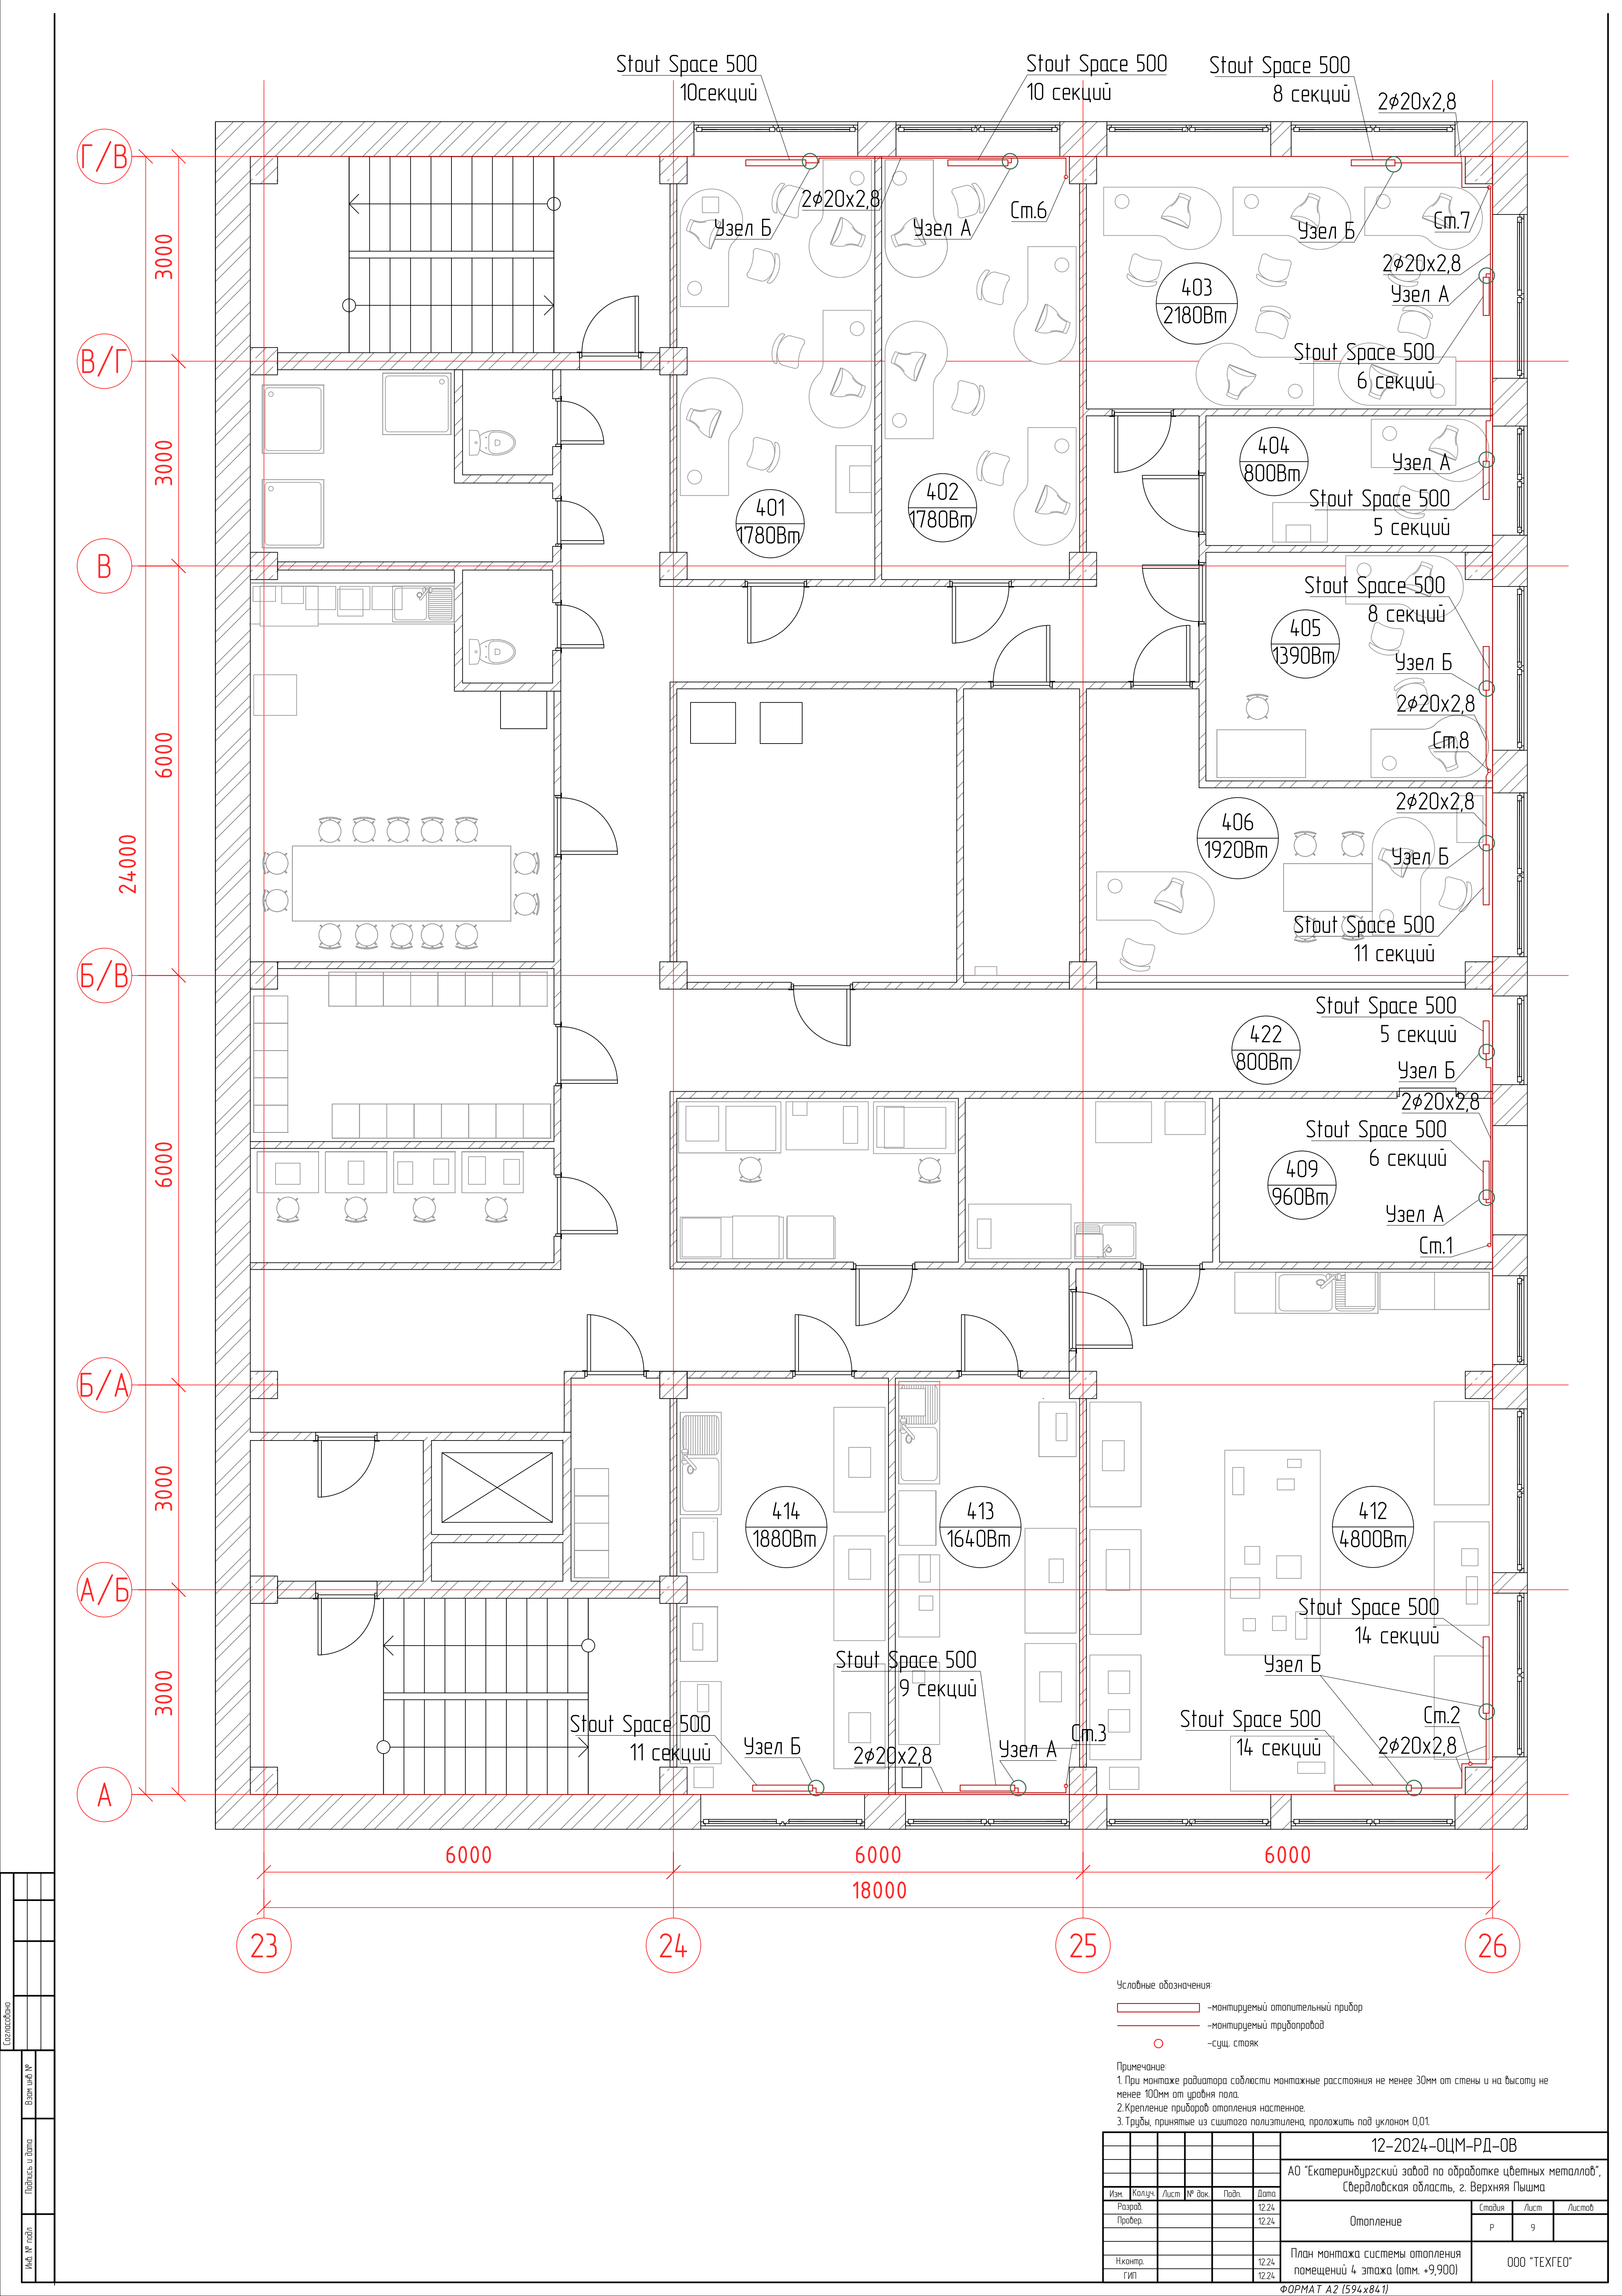 Stout Space 500
10секций
Stout Space 500
10 секций
Stout Space 500
8 секций
2ϕ20х2,8
Г/В
2ϕ20х2,8
Узел Б
Узел А
Ст.6
Узел Б
Ст.7
3000
2ϕ20х2,8
Узел А
403
2180Вт
Stout Space 500
6 секций
В/Г
3000
404
800Вт
Узел А
Stout Space 500
5 секций
401
1780Вт
402
1780Вт
В
Stout Space 500
8 секций
405
1390Вт
Узел Б
2ϕ20х2,8
Ст.8
6000
24000
2ϕ20х2,8
406
1920Вт
Узел Б
Stout Space 500
11 секций
Б/В
Stout Space 500
5 секций
422
800Вт
Узел Б
2ϕ20х2,8
Stout Space 500
6 секций
409
960Вт
Узел А
Ст.1
6000
Б/А
3000
414
1880Вт
413
1640Вт
412
4800Вт
А/Б
Stout Space 500
14 секций
Узел Б
Stout Space 500
9 секций
3000
Stout Space 500
11 секций
Узел Б
2ϕ20х2,8
Узел А
Ст.3
Stout Space 500
14 секций
Ст.2
2ϕ20х2,8
А
6000
6000
6000
18000
23
24
25
26
Условные обозначения:
-монтируемый отопительный прибор
-монтируемый трубопровод
-сущ. стояк
Примечание:
1. При монтаже радиатора соблюсти монтажные расстояния не менее 30мм от стены и на высоту не
менее 100мм от уровня пола.
2. Крепление приборов отопления настенное.
3. Трубы, принятые из сшитого полиэтилена, проложить под уклоном 0,01.
Согласовано
Взам инв №
Подпись и дата
Инв. № подл
12-2024-ОЦМ-РД-ОВ
АО "Екатеринбургский завод по обработке цветных металлов",
Свердловская область, г. Верхняя Пышма
Изм. Кол.уч. Лист № док. Подп. Дата
Разраб. 12.24
Провер. 12.24
Отопление
Стадия Лист Листов
Р 9
Н.контр. 12.24
ГИП 12.24
План монтажа системы отопления
помещений 4 этажа (отм. +9,900)
ООО "ТЕХГЕО"
ФОРМАТ А2 (594х841)